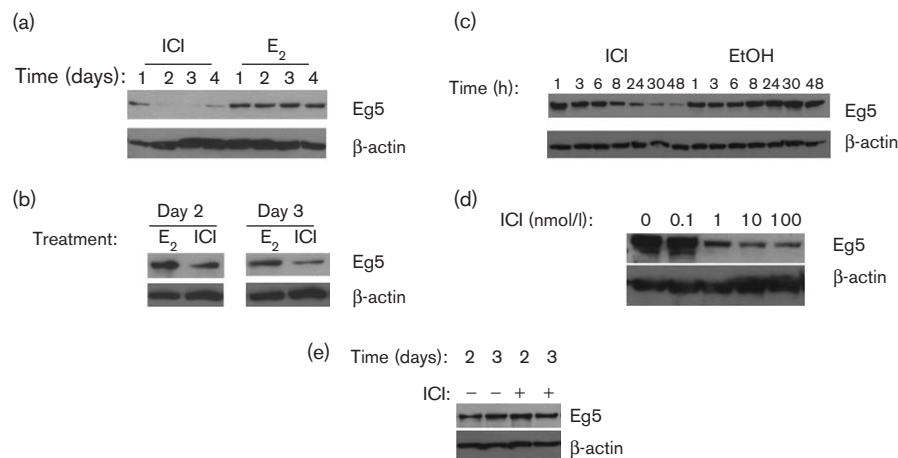 (a)
ICI E₂
Time (days): 1 2 3 4 1 2 3 4
Eg5
β-actin
(b)
Day 2 Day 3
Treatment: E₂ ICI E₂ ICI
Eg5
β-actin
(c)
ICI EtOH
Time (h): 1 3 6 8 24 30 48 1 3 6 8 24 30 48
Eg5
β-actin
(d)
ICI (nmol/l): 0 0.1 1 10 100
Eg5
β-actin
(e)
Time (days): 2 3 2 3
ICI: − − + +
Eg5
β-actin